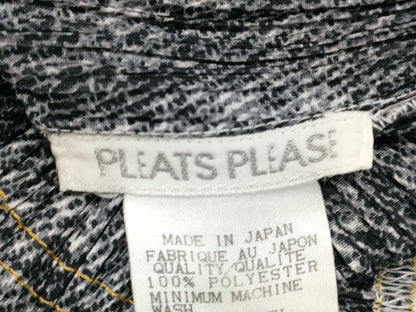 PLEATS PLEASE
MADE IN JAPAN
FABRIQUE AU JAPON
QUALITY/QUALITE
100% POLYESTER
MINIMUM MACHINE
WASH